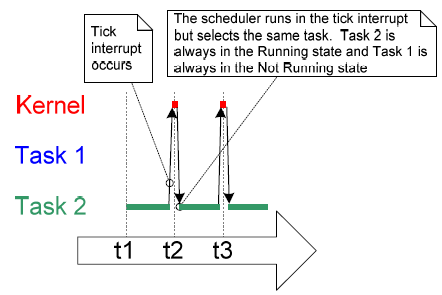 Tick
interrupt
occurs
The scheduler runs in the tick interrupt
but selects the same task.  Task 2 is
always in the Running state and Task 1 is
always in the Not Running state
Kernel
Task 1
Task 2
t1 t2 t3